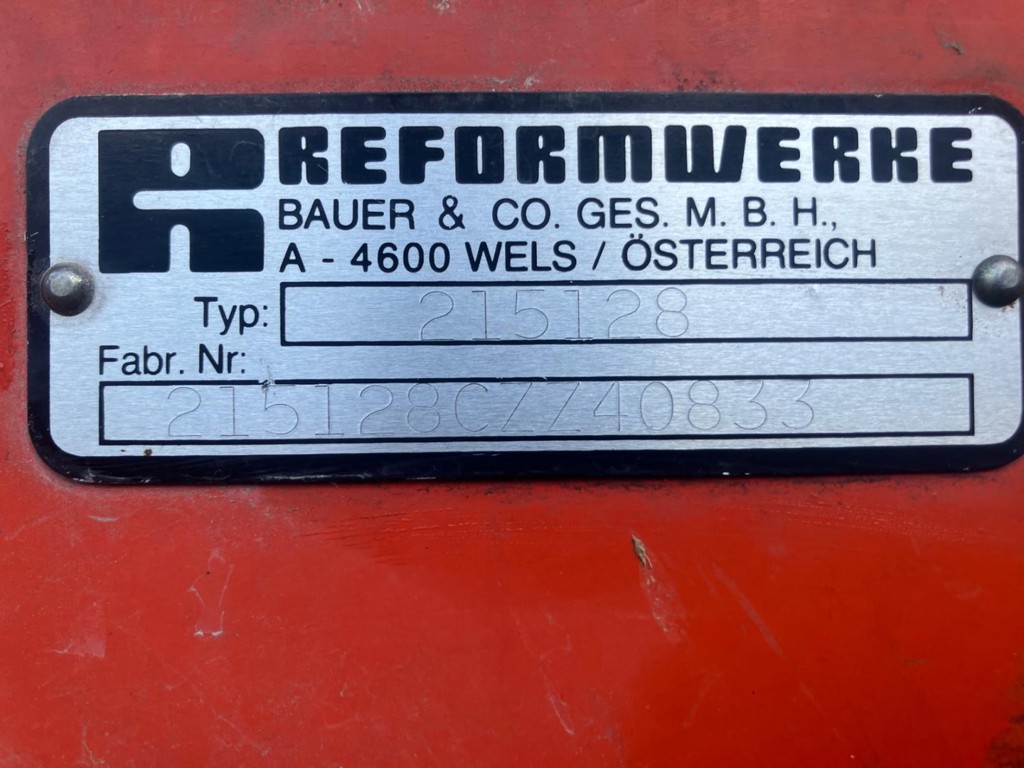 REFORMWERKE
BAUER & CO. GES. M. B. H.,
A - 4600 WELS / ÖSTERREICH
Typ: 215128
Fabr. Nr:
215128CZZ40833